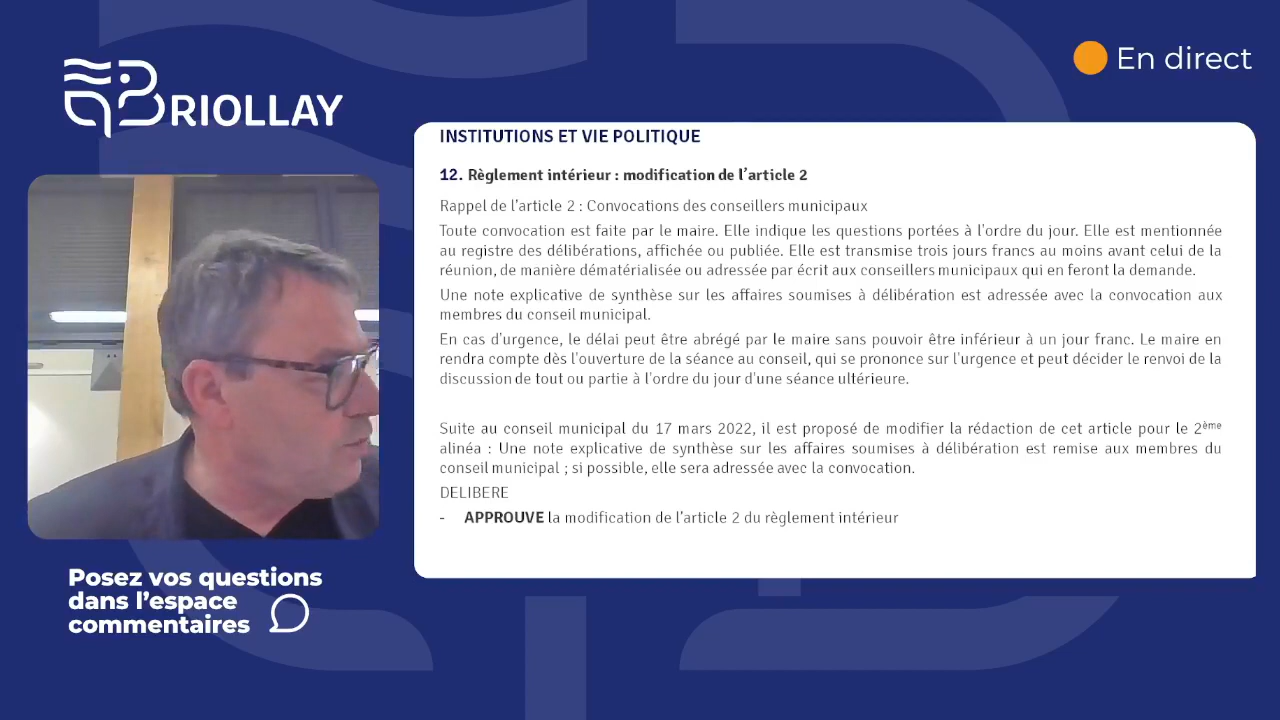 BRIOLLAY
En direct
INSTITUTIONS ET VIE POLITIQUE
12. Règlement intérieur : modification de l'article 2
Rappel de l'article 2 : Convocations des conseillers municipaux
Toute convocation est faite par le maire. Elle indique les questions portées à l'ordre du jour. Elle est mentionnée
au registre des délibérations, affichée ou publiée. Elle est transmise trois jours francs au moins avant celui de la
réunion, de manière dématérialisée ou adressée par écrit aux conseillers municipaux qui en feront la demande.
Une note explicative de synthèse sur les affaires soumises à délibération est adressée avec la convocation aux
membres du conseil municipal.
En cas d'urgence, le délai peut être abrégé par le maire sans pouvoir être inférieur à un jour franc. Le maire en
rendra compte dès l'ouverture de la séance au conseil, qui se prononce sur l'urgence et peut décider le renvoi de la
discussion de tout ou partie à l'ordre du jour d'une séance ultérieure.
Suite au conseil municipal du 17 mars 2022, il est proposé de modifier la rédaction de cet article pour le 2ème
alinéa : Une note explicative de synthèse sur les affaires soumises à délibération est remise aux membres du
conseil municipal ; si possible, elle sera adressée avec la convocation.
DELIBERE
- APPROUVE la modification de l'article 2 du règlement intérieur
Posez vos questions
dans l'espace
commentaires